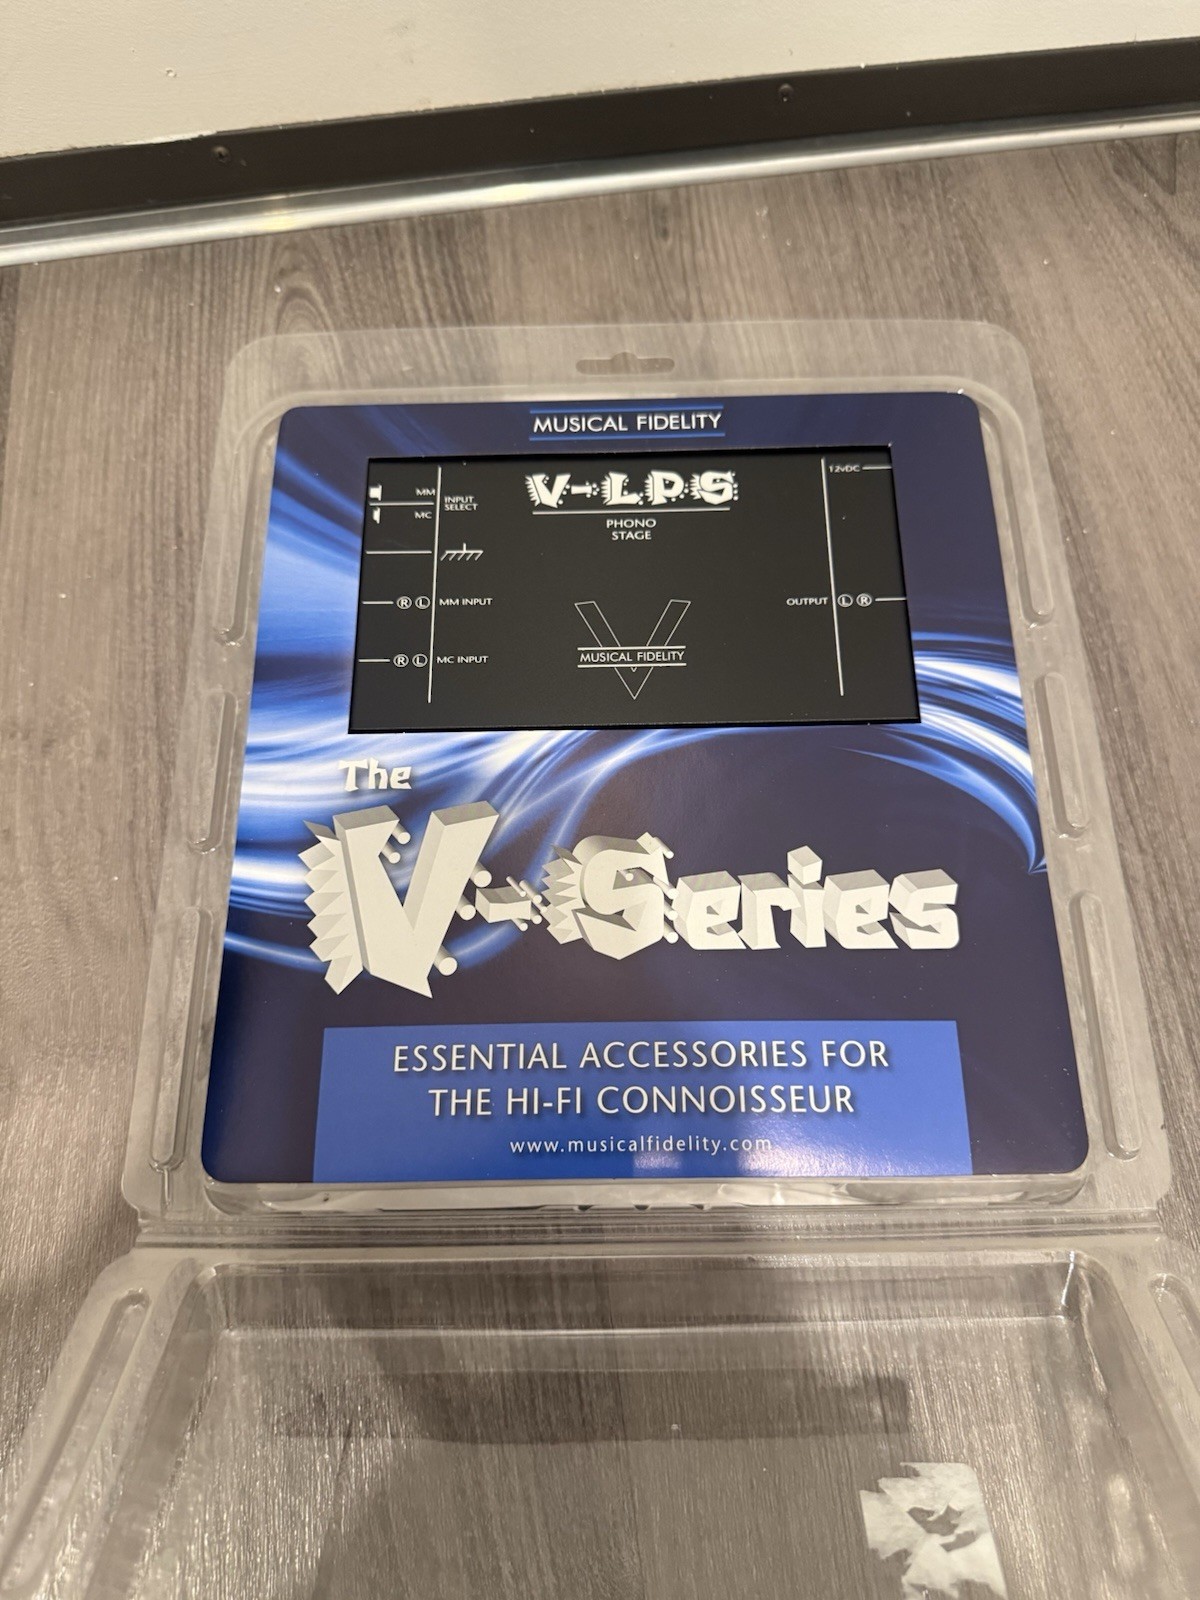 MUSICAL FIDELITY
V-LPS
PHONO
STAGE
MM
MC
INPUT
SELECT
R L MM INPUT
R L MC INPUT
12vDC
OUTPUT L R
MUSICAL FIDELITY
The
V-Series
ESSENTIAL ACCESSORIES FOR
THE HI-FI CONNOISSEUR
www.musicalfidelity.com